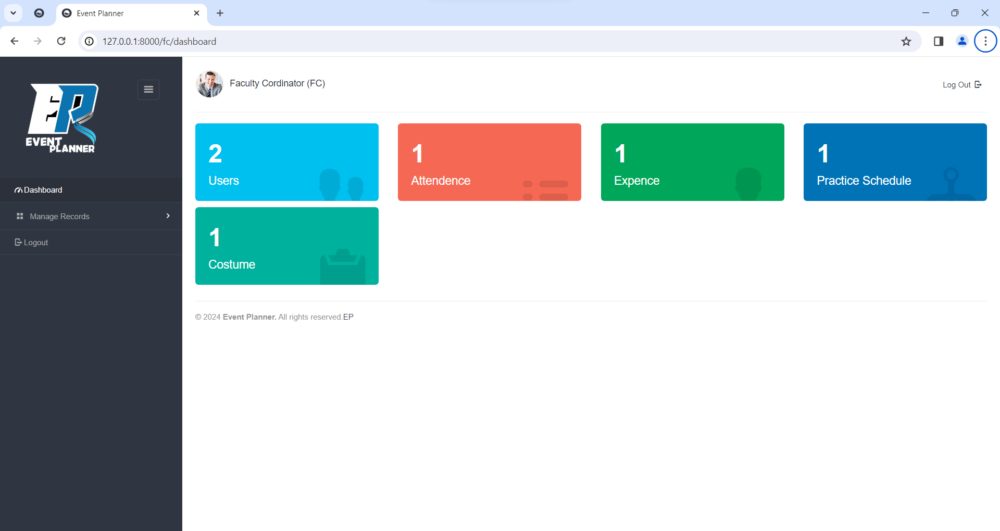 Event Planner
127.0.0.1:8000/fc/dashboard
EP
EVENT
PLANNER
Faculty Cordinator (FC)
Log Out
Dashboard
Manage Records
Logout
2
Users
1
Attendence
1
Expence
1
Practice Schedule
1
Costume
© 2024 Event Planner. All rights reserved.EP